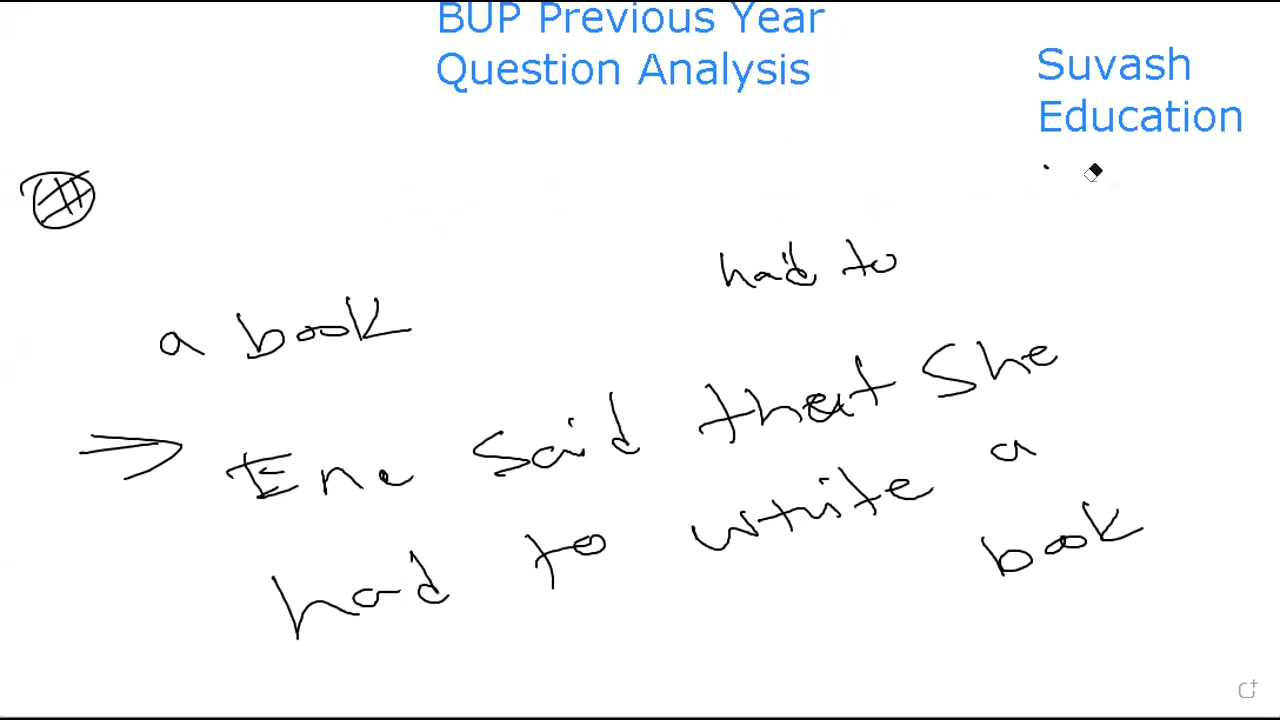 BUP Previous Year
Question Analysis
Suvash
Education
had to
a book
Ene said that She
had to write a
book